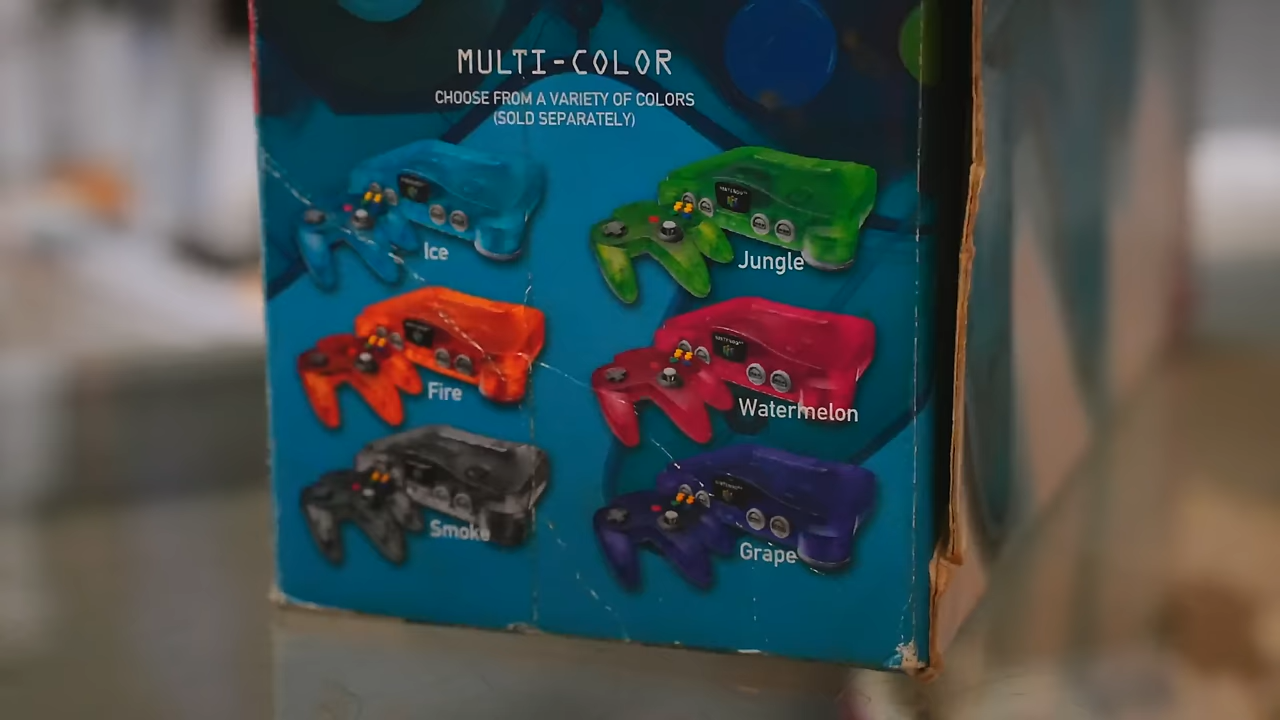 MULTI-COLOR
CHOOSE FROM A VARIETY OF COLORS
(SOLD SEPARATELY)
Ice
Jungle
Fire
Watermelon
Smoke
Grape